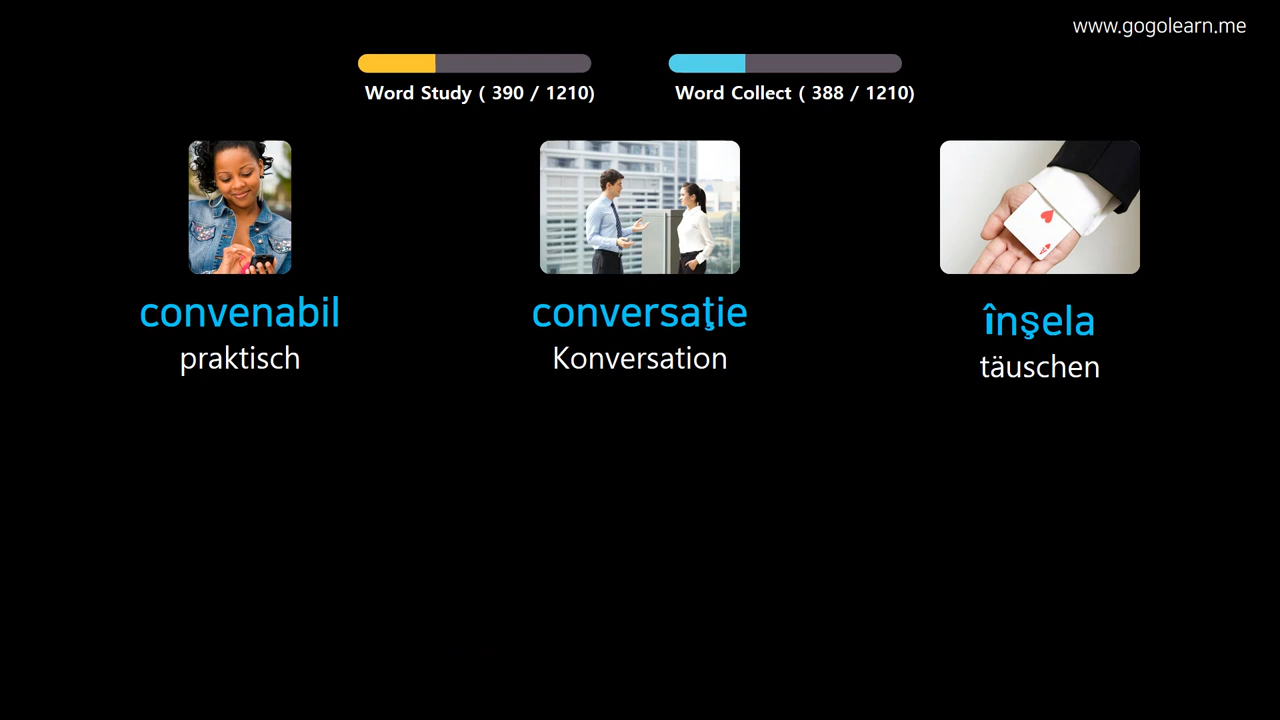 www.gogolearn.me
Word Study ( 390 / 1210)
Word Collect ( 388 / 1210)
convenabil
praktisch
conversaţie
Konversation
înşela
täuschen